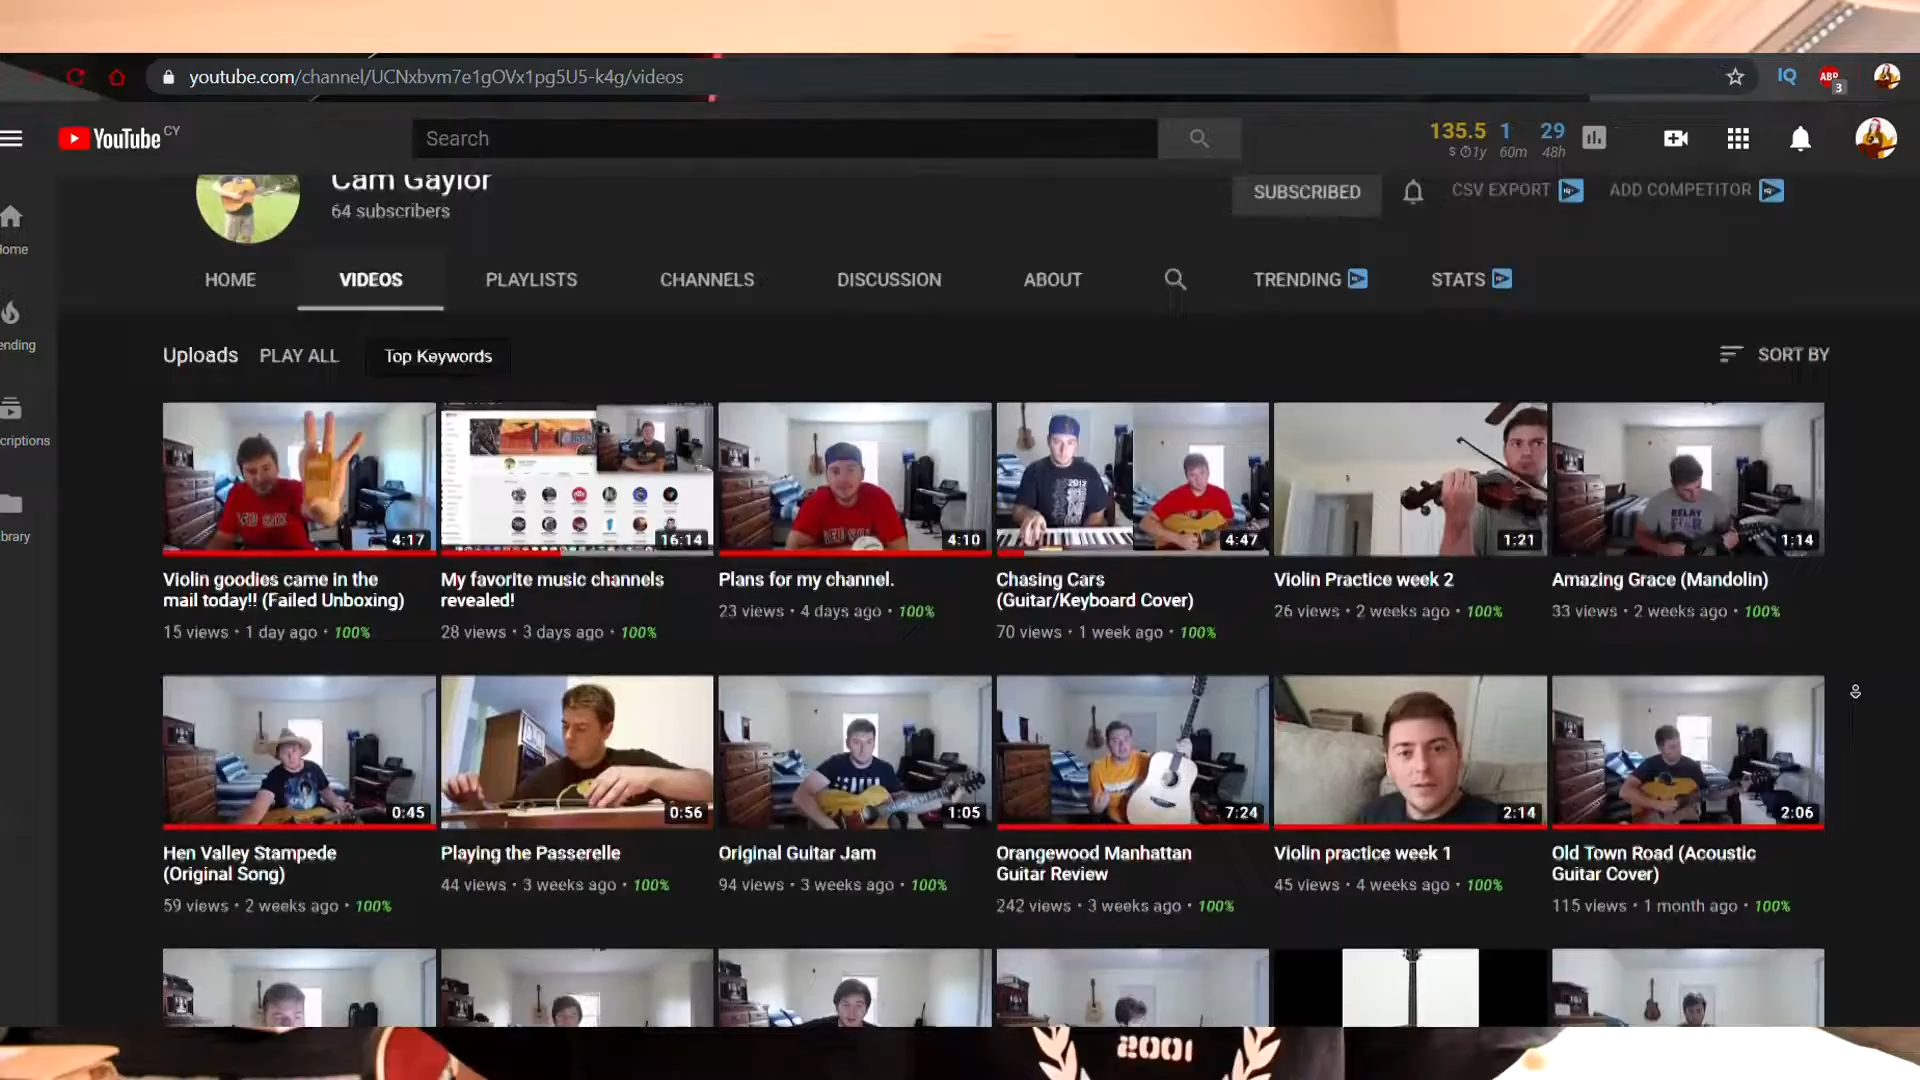 youtube.com/channel/UCNxbvm7e1gOVx1pg5U5-k4g/videos
IQ
ABP
3
YouTube CY
Search
135.5 1 29
$ 1y 60m 48h
Cam Gaylor
64 subscribers
SUBSCRIBED
CSV EXPORT
ADD COMPETITOR
ome
ending
criptions
brary
HOME VIDEOS PLAYLISTS CHANNELS DISCUSSION ABOUT TRENDING STATS
Uploads PLAY ALL Top Keywords SORT BY
4:17
16:14
4:10
2012
4:47
1:21
RELAY
1:14
Violin goodies came in the
mail today!! (Failed Unboxing)
15 views • 1 day ago • 100%
My favorite music channels
revealed!
28 views • 3 days ago • 100%
Plans for my channel.
23 views • 4 days ago • 100%
Chasing Cars
(Guitar/Keyboard Cover)
70 views • 1 week ago • 100%
Violin Practice week 2
26 views • 2 weeks ago • 100%
Amazing Grace (Mandolin)
33 views • 2 weeks ago • 100%
0:45
0:56
1:05
7:24
2:14
2:06
Hen Valley Stampede
(Original Song)
59 views • 2 weeks ago • 100%
Playing the Passerelle
44 views • 3 weeks ago • 100%
Original Guitar Jam
94 views • 3 weeks ago • 100%
Orangewood Manhattan
Guitar Review
242 views • 3 weeks ago • 100%
Violin practice week 1
45 views • 4 weeks ago • 100%
Old Town Road (Acoustic
Guitar Cover)
115 views • 1 month ago • 100%
2001